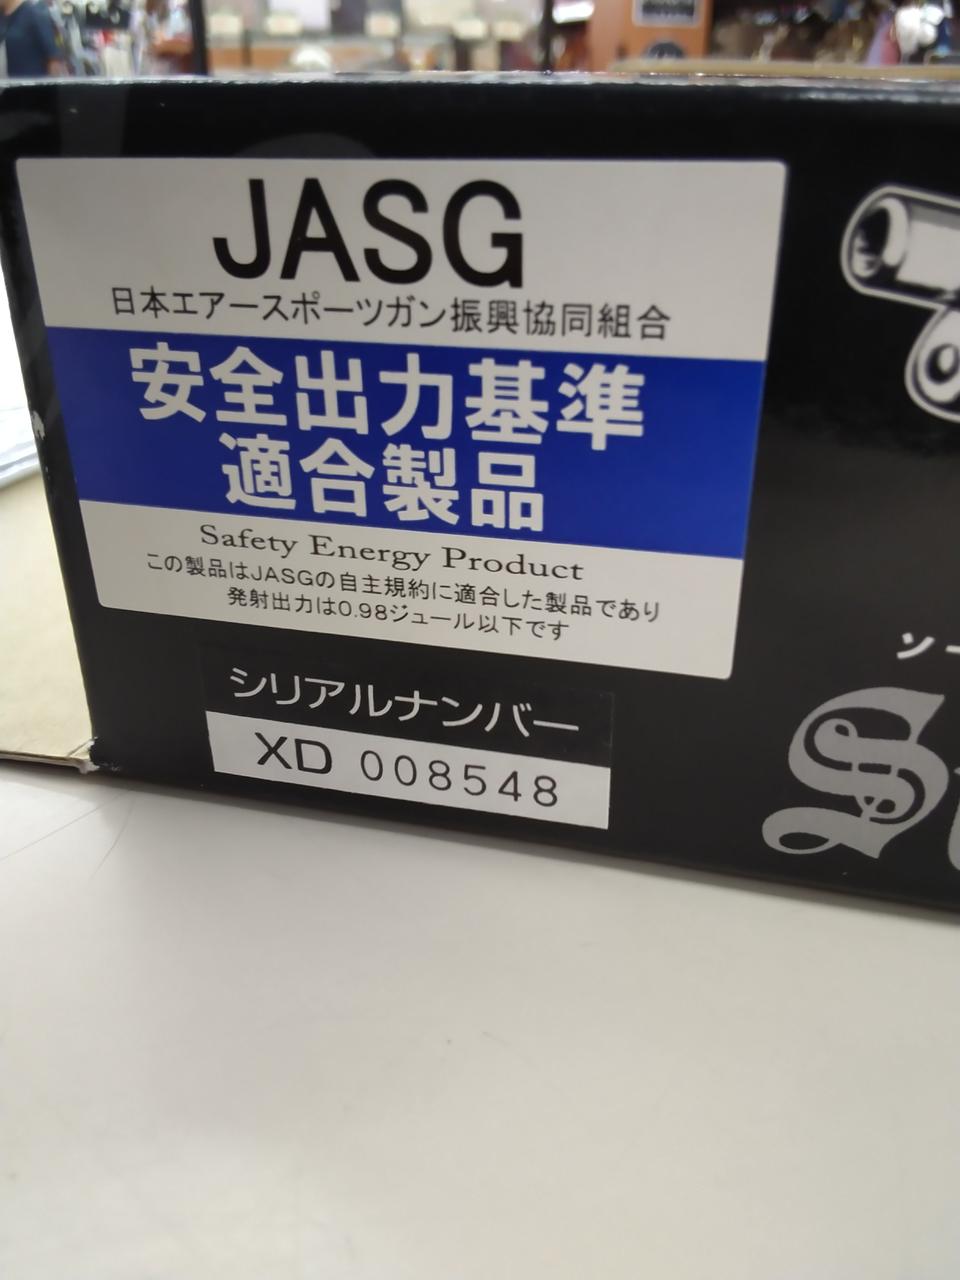 JASG
日本エアースポーツガン振興協同組合
安全出力基準
適合製品
Safety Energy Product
この製品はJASGの自主規約に適合した製品であり
発射出力は0.98ジュール以下です
シリアルナンバー
XD 008548
ソー
S